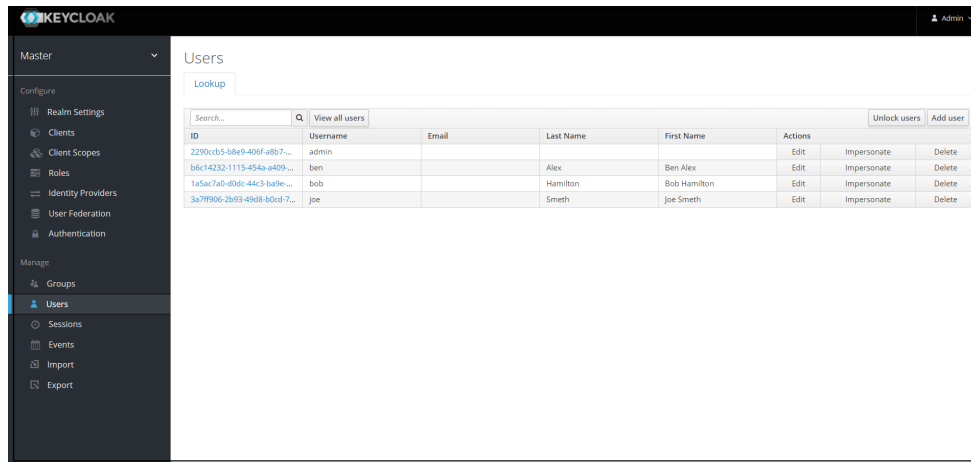 KEYCLOAK
Admin
Master
Users
Lookup
Configure
Realm Settings
Clients
Client Scopes
Roles
Identity Providers
User Federation
Authentication
Manage
Groups
Users
Sessions
Events
Import
Export
Search... View all users Unlock users Add user
ID Username Email Last Name First Name Actions
2290ccb5-b8e9-406f-a8b7-... admin Edit Impersonate Delete
b6c14232-1115-454a-a409-... ben Alex Ben Alex Edit Impersonate Delete
1a5ac7a0-d0dc-44c3-ba9e-... bob Hamilton Bob Hamilton Edit Impersonate Delete
3a7ff906-2b93-49d8-b0cd-7... joe Smeth Joe Smeth Edit Impersonate Delete